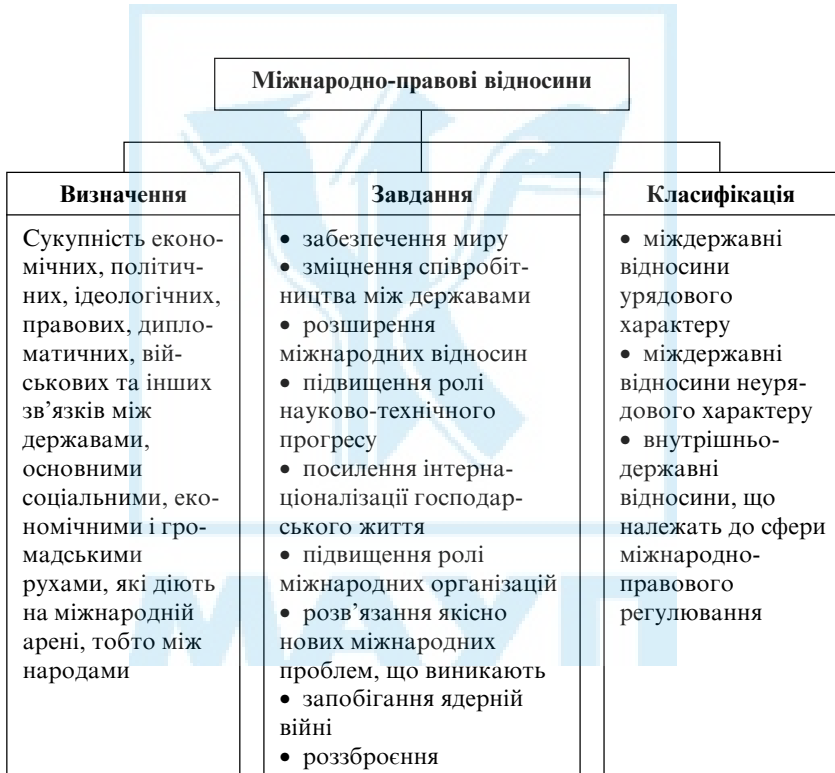 Міжнародно-правові відносини
Визначення
Сукупність еконо-
мічних, політич-
них, ідеологічних,
правових, дипло-
матичних, вій-
ськових та інших
зв’язків між
державами,
основними
соціальними, еко-
номічними і гро-
мадськими
рухами, які діють
на міжнародній
арені, тобто між
народами
Завдання
• забезпечення миру
• зміцнення співробіт-
ництва між державами
• розширення
міжнародних відносин
• підвищення ролі
науково-технічного
прогресу
• посилення інтерна-
ціоналізації господар-
ського життя
• підвищення ролі
міжнародних організацій
• розв’язання якісно
нових міжнародних
проблем, що виникають
• запобігання ядерній
війні
• роззброєння
Класифікація
• міждержавні
відносини
урядового
характеру
• міждержавні
відносини неуря-
дового характеру
• внутрішньо-
державні
відносини, що
належать до сфери
міжнародно-
правового
регулювання
МАУП